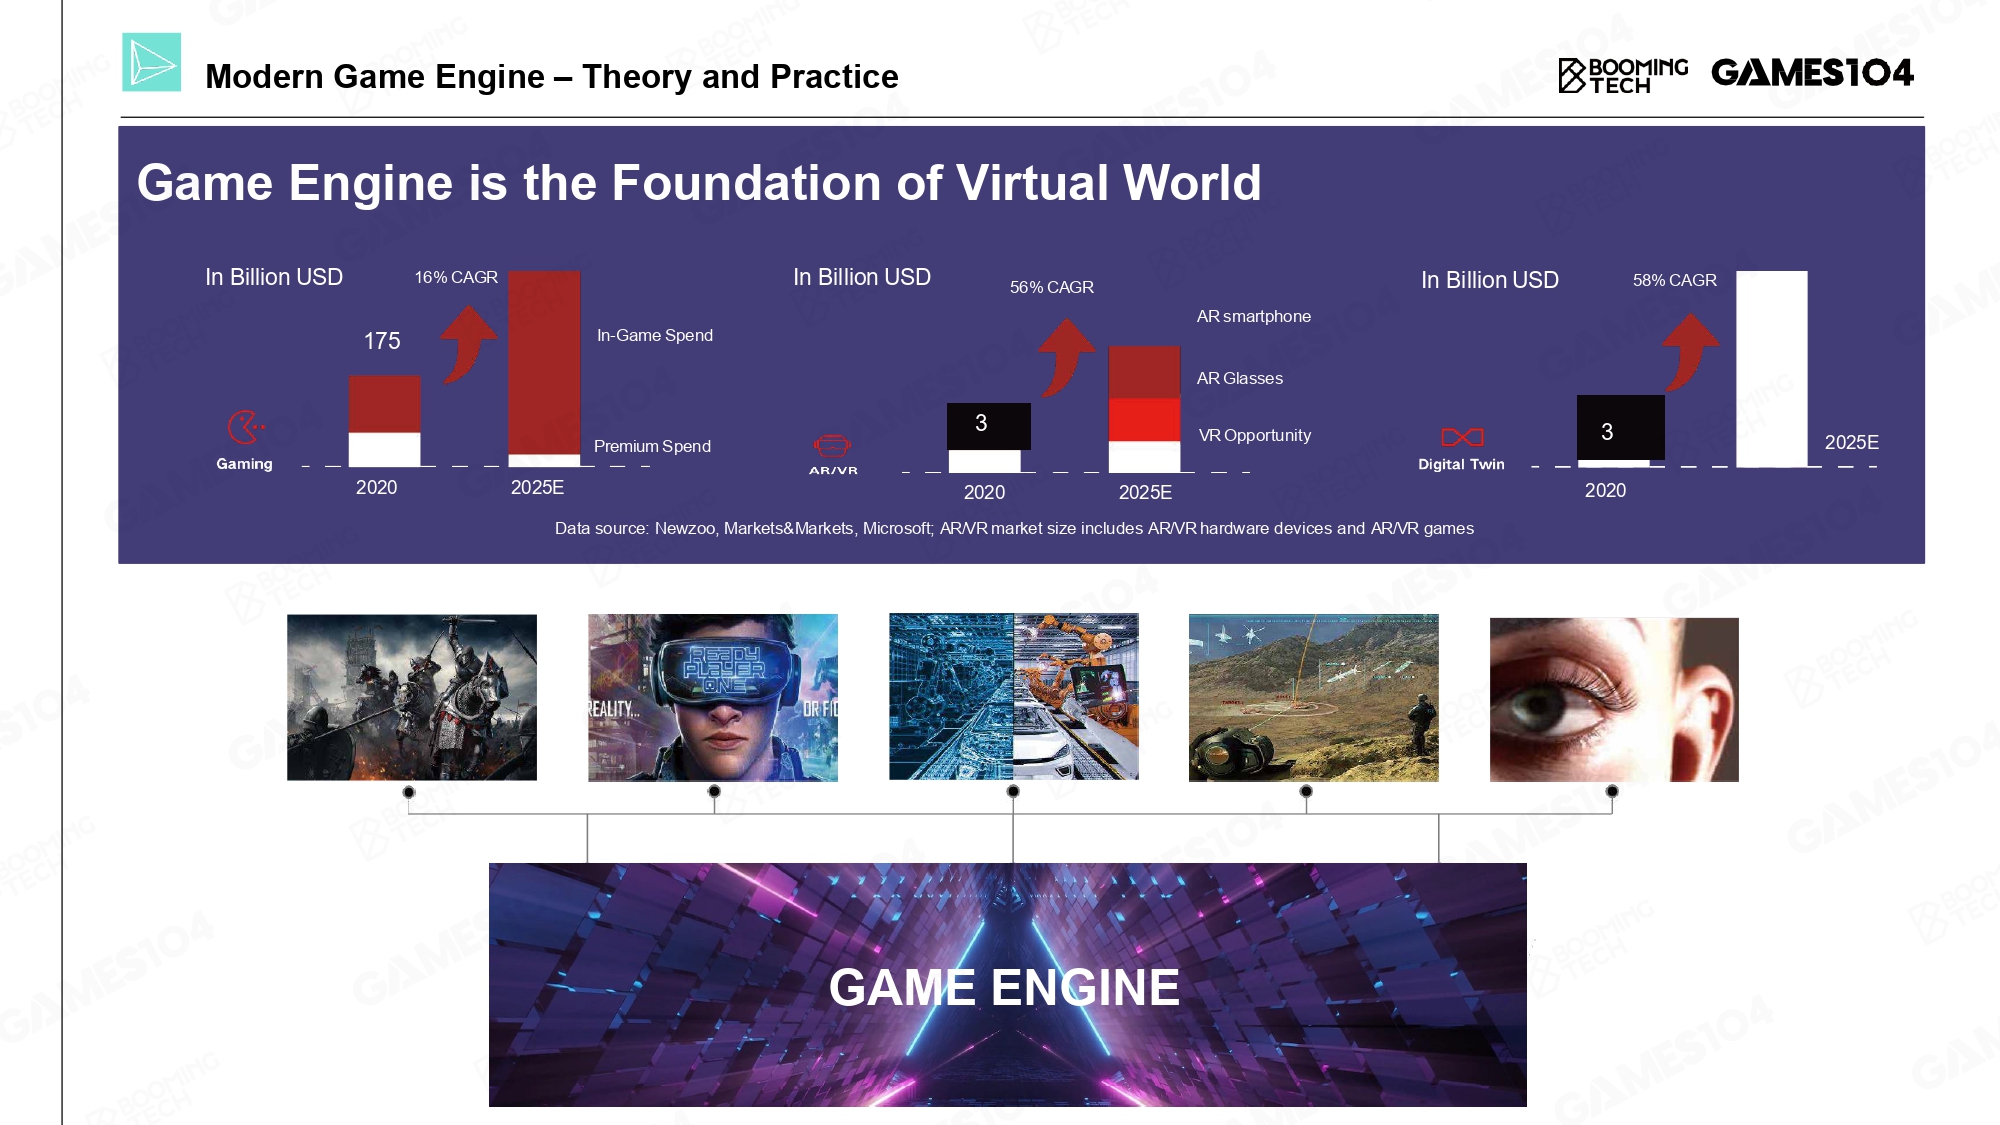 Modern Game Engine – Theory and Practice
BOOMING
TECH
GAMES104
Game Engine is the Foundation of Virtual World
In Billion USD
16% CAGR
175
In-Game Spend
Premium Spend
Gaming
2020
2025E
In Billion USD
56% CAGR
AR smartphone
AR Glasses
3
VR Opportunity
AR/VR
2020
2025E
In Billion USD
58% CAGR
3
2025E
Digital Twin
2020
Data source: Newzoo, Markets&Markets, Microsoft; AR/VR market size includes AR/VR hardware devices and AR/VR games
READY
PLAYER
ONE
REALITY...
OR FIC
GAME ENGINE